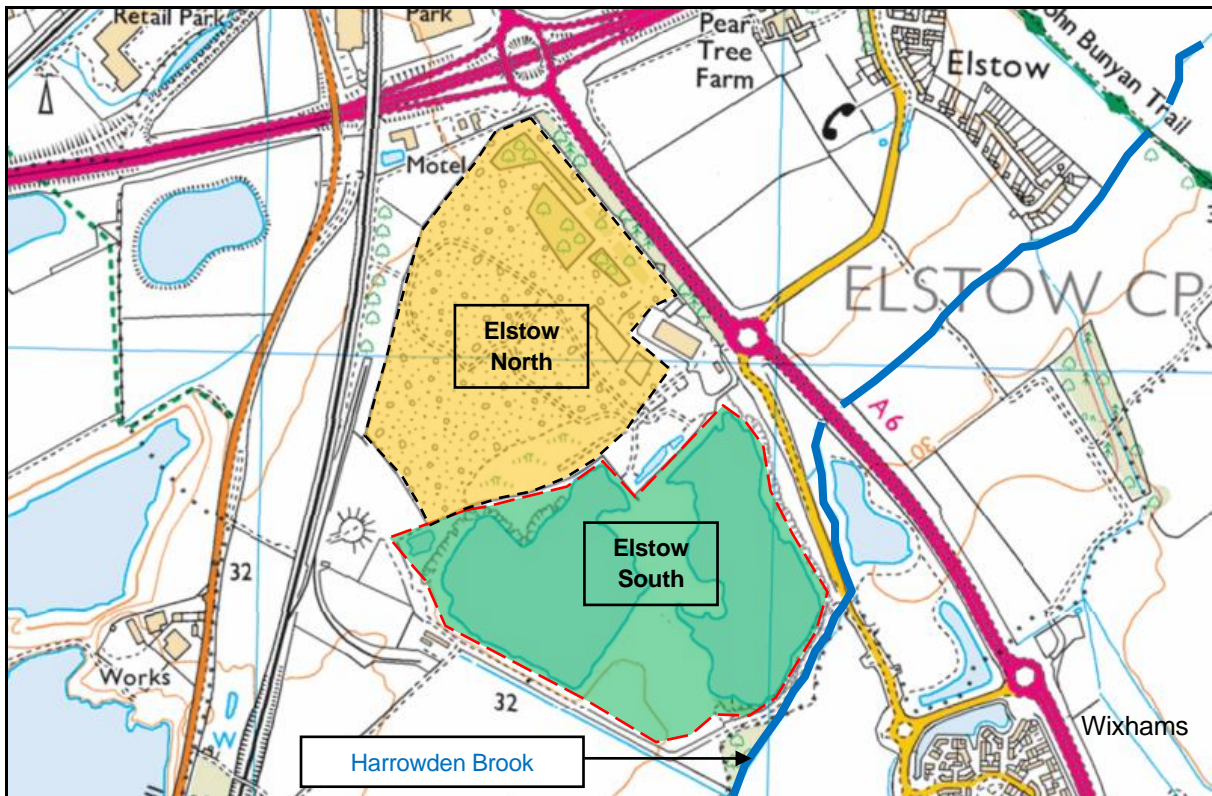 Retail Park
Park
Pear
Tree
Farm
Elstow
John Bunyan Trail
Motel
ELSTOW CP
Elstow
North
A6
30
Elstow
South
32
Works
32
W
Harrowden Brook
Wixhams